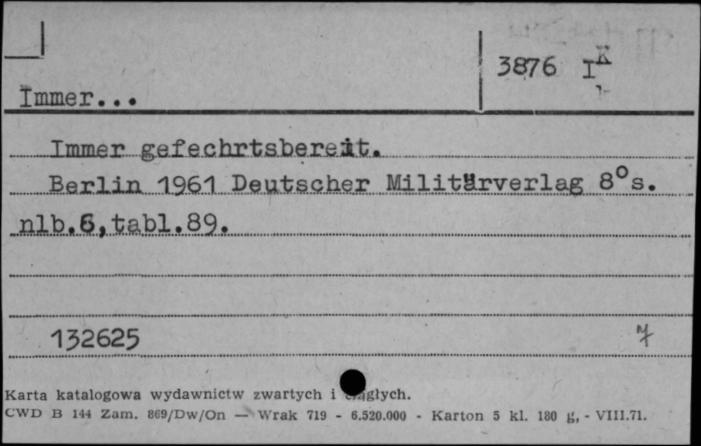 3876 I K
Immer...
Immer gefechrtsbereit.
Berlin 1961 Deutscher Militärverlag 8°s.
nlb.6,tabl.89.
132625
Karta katalogowa wydawnictw zwartych i ciągłych.
CWD B 144 Zam. 869/Dw/On — Wrak 719 - 6.520.000 - Karton 5 kl. 180 g, - VIII.71.